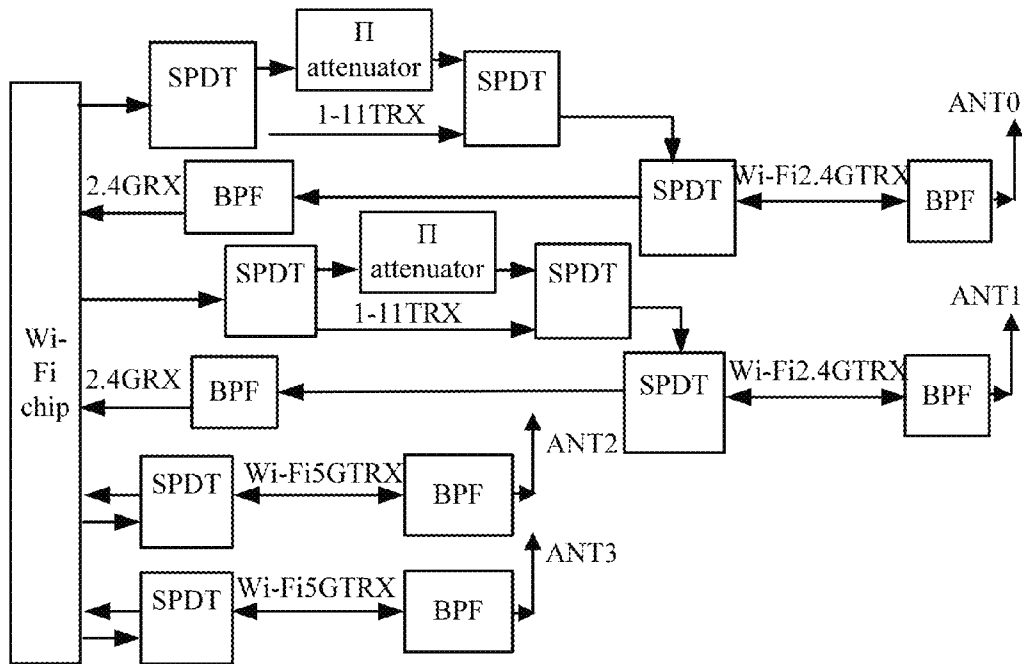 Π
attenuator
SPDT
SPDT
1-11TRX
ANT0
2.4GRX
BPF
SPDT
Wi-Fi2.4GTRX
BPF
Π
attenuator
SPDT
SPDT
1-11TRX
ANT1
Wi-
Fi
chip
2.4GRX
BPF
SPDT
Wi-Fi2.4GTRX
BPF
ANT2
SPDT
Wi-Fi5GTRX
BPF
ANT3
SPDT
Wi-Fi5GTRX
BPF